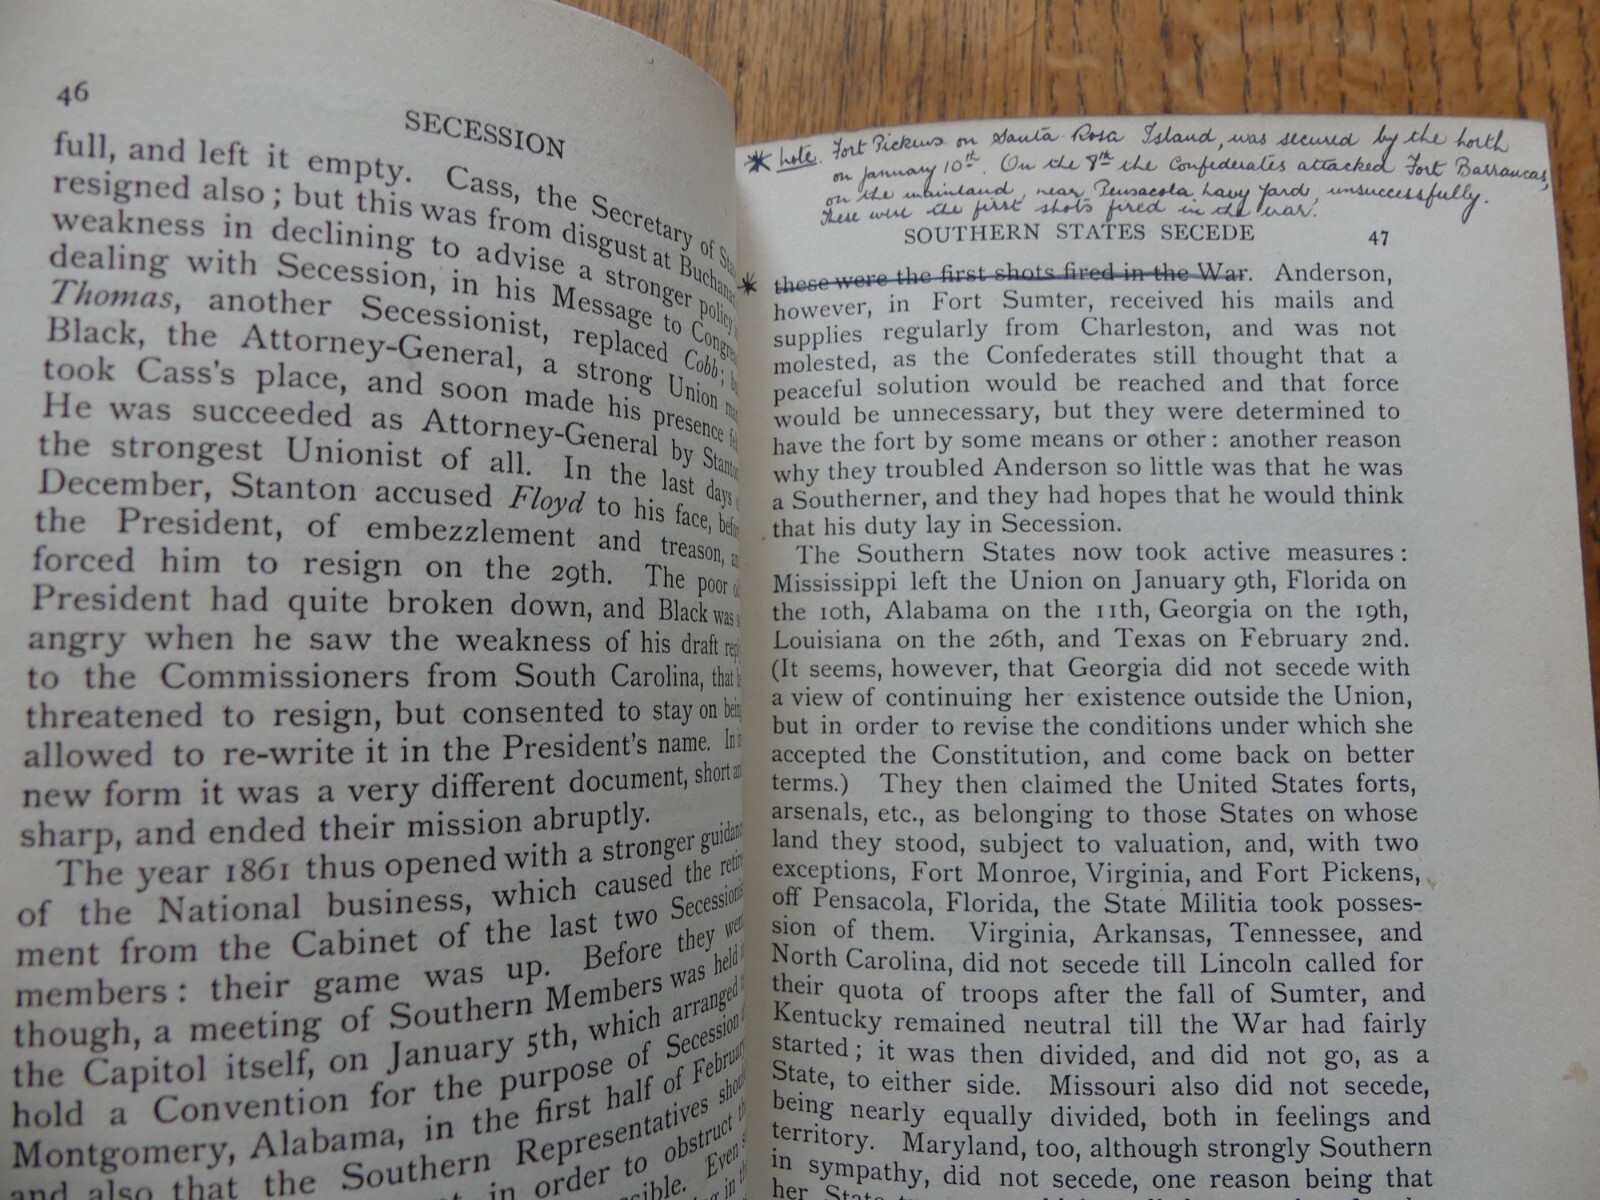 46
SECESSION
full, and left it empty. Cass, the Secretary of
resigned also; but this was from disgust at
weakness in declining to advise a stronger policy
dealing with Secession, in his Message to
Thomas, another Secessionist, replaced Cobb;
Black, the Attorney-General, a strong Union
took Cass's place, and soon made his presence
He was succeeded as Attorney-General by
the strongest Unionist of all. In the last days
December, Stanton accused Floyd to his face,
the President, of embezzlement and treason,
forced him to resign on the 29th. The poor
President had quite broken down, and Black was
angry when he saw the weakness of his draft
to the Commissioners from South Carolina, that
threatened to resign, but consented to stay on
allowed to re-write it in the President's name. In
new form it was a very different document, short
sharp, and ended their mission abruptly.
The year 1861 thus opened with a stronger
of the National business, which caused the
ment from the Cabinet of the last two
members: their game was up. Before they
though, a meeting of Southern Members was held
the Capitol itself, on January 5th, which arranged
hold a Convention for the purpose of Secession
Montgomery, Alabama, in the first half of
and also that the Southern Representatives
in order to obstruct
Even
in
* Note. Fort Pickens on Santa Rosa Island, was secured by the North
on January 10th. On the 8th the Confederates attacked Fort Barraucas,
on the mainland, near Pensacola Navy Yard, unsuccessfully.
These were the first shots fired in the war.
SOUTHERN STATES SECEDE 47
* these were the first shots fired in the War. Anderson,
however, in Fort Sumter, received his mails and
supplies regularly from Charleston, and was not
molested, as the Confederates still thought that a
peaceful solution would be reached and that force
would be unnecessary, but they were determined to
have the fort by some means or other: another reason
why they troubled Anderson so little was that he was
a Southerner, and they had hopes that he would think
that his duty lay in Secession.
The Southern States now took active measures:
Mississippi left the Union on January 9th, Florida on
the 10th, Alabama on the 11th, Georgia on the 19th,
Louisiana on the 26th, and Texas on February 2nd.
(It seems, however, that Georgia did not secede with
a view of continuing her existence outside the Union,
but in order to revise the conditions under which she
accepted the Constitution, and come back on better
terms.) They then claimed the United States forts,
arsenals, etc., as belonging to those States on whose
land they stood, subject to valuation, and, with two
exceptions, Fort Monroe, Virginia, and Fort Pickens,
off Pensacola, Florida, the State Militia took posses-
sion of them. Virginia, Arkansas, Tennessee, and
North Carolina, did not secede till Lincoln called for
their quota of troops after the fall of Sumter, and
Kentucky remained neutral till the War had fairly
started; it was then divided, and did not go, as a
State, to either side. Missouri also did not secede,
being nearly equally divided, both in feelings and
territory. Maryland, too, although strongly Southern
in sympathy, did not secede, one reason being that
her State